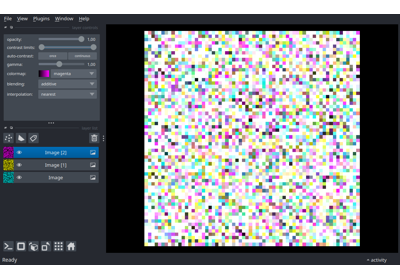 File View Plugins Window Help
opacity: 1.00
contrast limits:
auto-contrast: once continuous
gamma: 1.00
colormap: magenta
blending: additive
interpolation: nearest
Image [2]
Image [1]
Image
Ready
activity